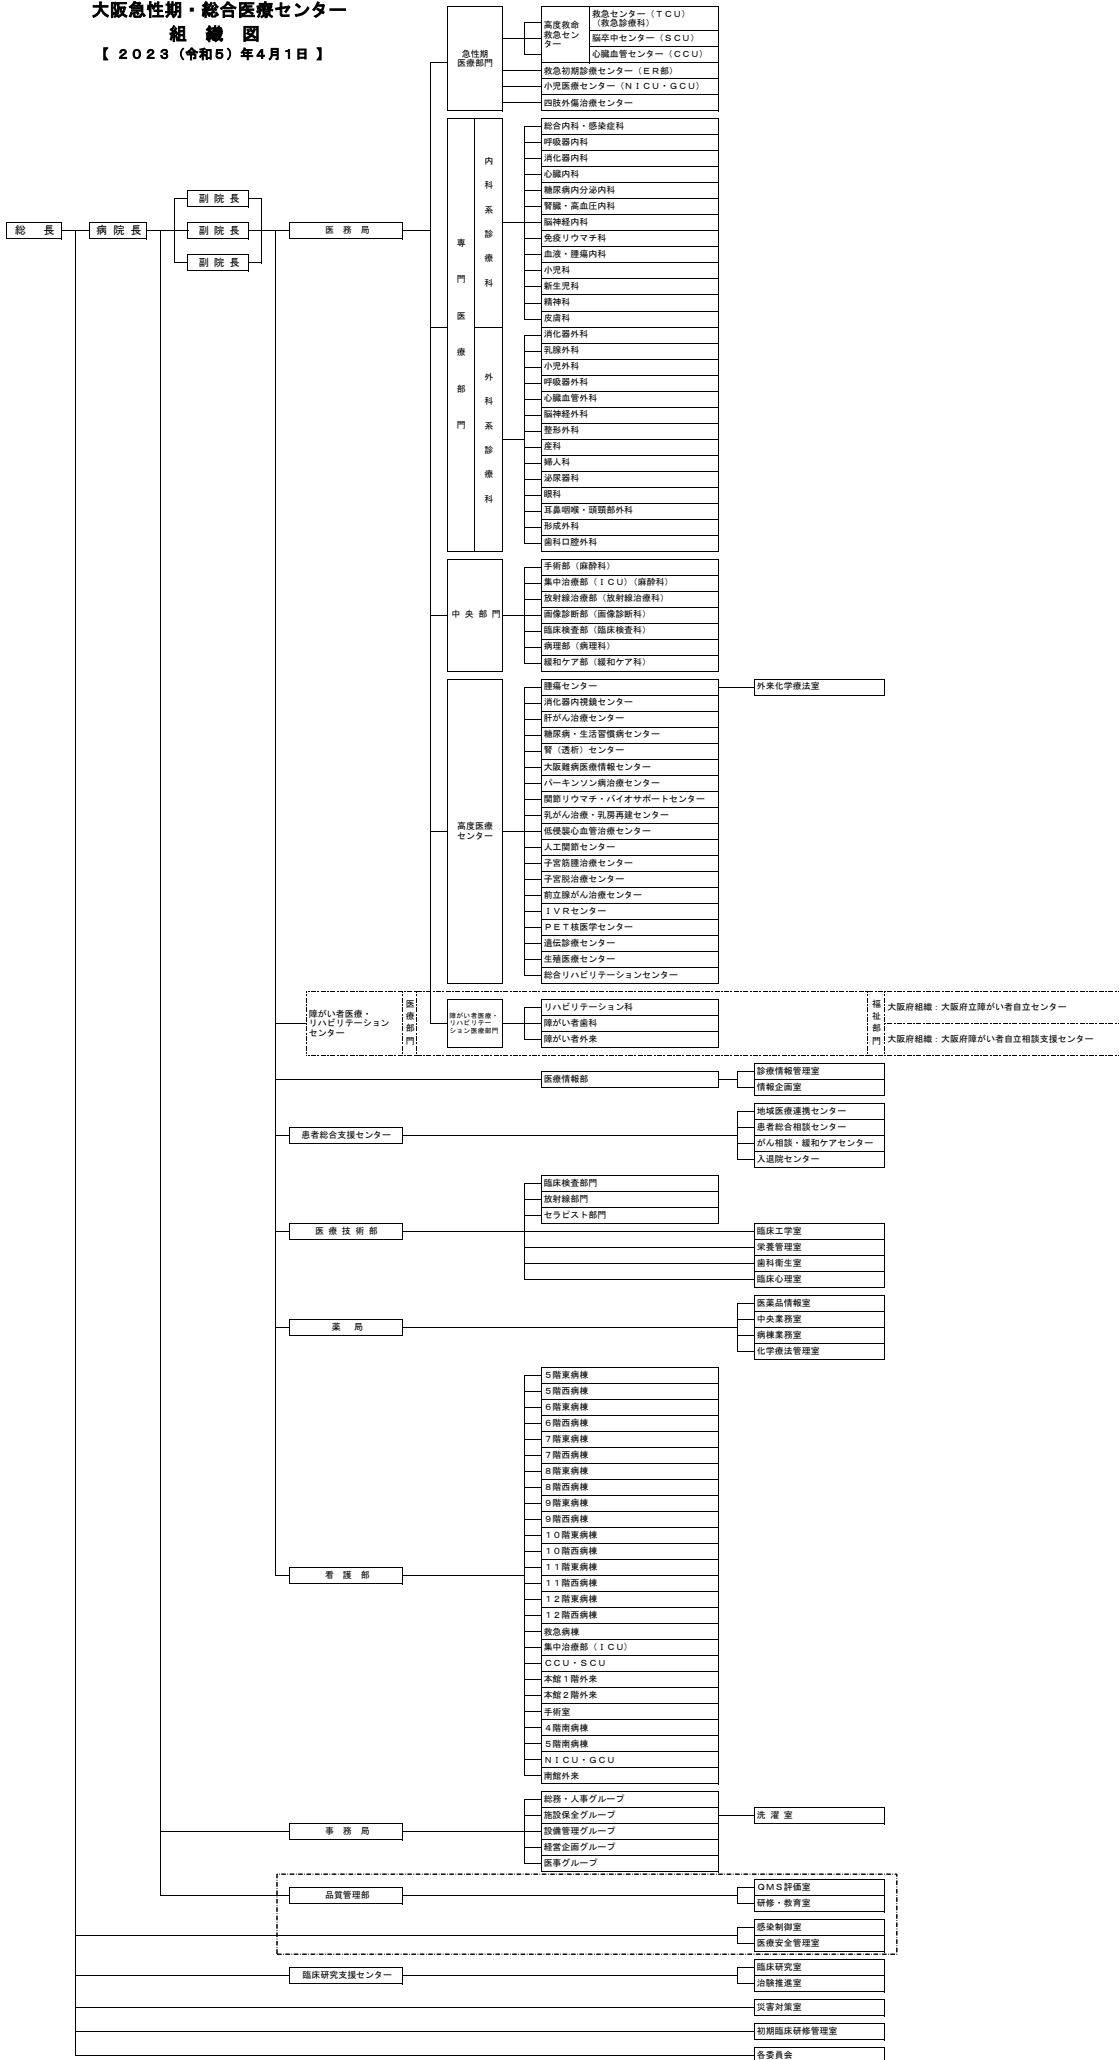 大阪急性期・総合医療センター
組　織　図
【 ２０２３（令和５）年４月１日 】
総　長
病 院 長
副 院 長
副 院 長
副 院 長
医　務　局
急性期
医療部門
高度救命
救急セン
ター
救急センター（ＴＣＵ）
（救急診療科）
脳卒中センター（ＳＣＵ）
心臓血管センター（ＣＣＵ）
救急初期診療センター（ＥＲ部）
小児医療センター（ＮＩＣＵ・ＧＣＵ）
四肢外傷治療センター
専門医療部門
内科系診療科
総合内科・感染症科
呼吸器内科
消化器内科
心臓内科
糖尿病内分泌内科
腎臓・高血圧内科
脳神経内科
免疫リウマチ科
血液・腫瘍内科
小児科
新生児科
精神科
皮膚科
外科系診療科
消化器外科
乳腺外科
小児外科
呼吸器外科
心臓血管外科
脳神経外科
整形外科
産科
婦人科
泌尿器科
眼科
耳鼻咽喉・頭頸部外科
形成外科
歯科口腔外科
中 央 部 門
手術部（麻酔科）
集中治療部（ＩＣＵ）（麻酔科）
放射線治療部（放射線治療科）
画像診断部（画像診断科）
臨床検査部（臨床検査科）
病理部（病理科）
緩和ケア部（緩和ケア科）
高度医療
センター
腫瘍センター
外来化学療法室
消化器内視鏡センター
肝がん治療センター
糖尿病・生活習慣病センター
腎（透析）センター
大阪難病医療情報センター
パーキンソン病治療センター
関節リウマチ・バイオサポートセンター
乳がん治療・乳房再建センター
低侵襲心血管治療センター
人工関節センター
子宮筋腫治療センター
子宮脱治療センター
前立腺がん治療センター
ＩＶＲセンター
ＰＥＴ核医学センター
遺伝診療センター
生殖医療センター
総合リハビリテーションセンター
障がい者医療・
リハビリテーション
センター
医療部門
障がい者医療・
リハビリテー
ション医療部門
リハビリテーション科
障がい者歯科
障がい者外来
福祉部門
大阪府組織：大阪府立障がい者自立センター
大阪府組織：大阪府障がい者自立相談支援センター
医療情報部
診療情報管理室
情報企画室
患者総合支援センター
地域医療連携センター
患者総合相談センター
がん相談・緩和ケアセンター
入退院センター
医 療 技 術 部
臨床検査部門
放射線部門
セラピスト部門
臨床工学室
栄養管理室
歯科衛生室
臨床心理室
薬　局
医薬品情報室
中央業務室
病棟業務室
化学療法管理室
看　護　部
５階東病棟
５階西病棟
６階東病棟
６階西病棟
７階東病棟
７階西病棟
８階東病棟
８階西病棟
９階東病棟
９階西病棟
１０階東病棟
１０階西病棟
１１階東病棟
１１階西病棟
１２階東病棟
１２階西病棟
救急病棟
集中治療部（ＩＣＵ）
ＣＣＵ・ＳＣＵ
本館１階外来
本館２階外来
手術室
４階南病棟
５階南病棟
ＮＩＣＵ・ＧＣＵ
南館外来
事　務　局
総務・人事グループ
施設保全グループ
洗 濯 室
設備管理グループ
経営企画グループ
医事グループ
品質管理部
ＱＭＳ評価室
研修・教育室
感染制御室
医療安全管理室
臨床研究支援センター
臨床研究室
治験推進室
災害対策室
初期臨床研修管理室
各委員会